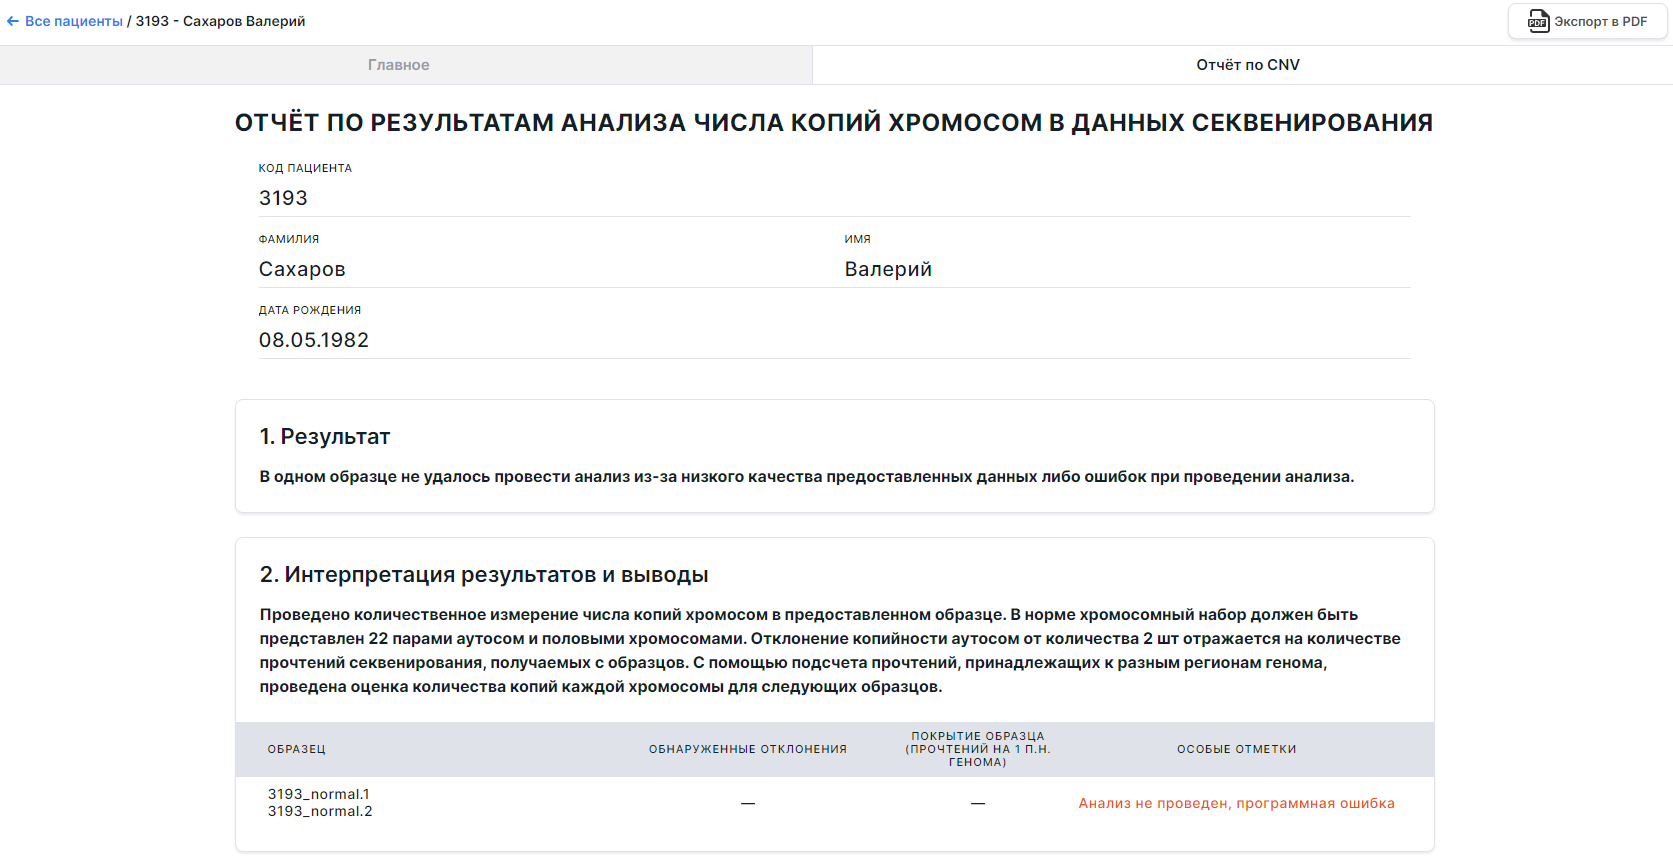 ← Все пациенты / 3193 - Сахаров Валерий
PDF Экспорт в PDF
Главное
Отчёт по CNV
ОТЧЁТ ПО РЕЗУЛЬТАТАМ АНАЛИЗА ЧИСЛА КОПИЙ ХРОМОСОМ В ДАННЫХ СЕКВЕНИРОВАНИЯ
КОД ПАЦИЕНТА
3193
ФАМИЛИЯ
Сахаров
ИМЯ
Валерий
ДАТА РОЖДЕНИЯ
08.05.1982
1. Результат
В одном образце не удалось провести анализ из-за низкого качества предоставленных данных либо ошибок при проведении анализа.
2. Интерпретация результатов и выводы
Проведено количественное измерение числа копий хромосом в предоставленном образце. В норме хромосомный набор должен быть
представлен 22 парами аутосом и половыми хромосомами. Отклонение копийности аутосом от количества 2 шт отражается на количестве
прочтений секвенирования, получаемых с образцов. С помощью подсчета прочтений, принадлежащих к разным регионам генома,
проведена оценка количества копий каждой хромосомы для следующих образцов.
ОБРАЗЕЦ
ОБНАРУЖЕННЫЕ ОТКЛОНЕНИЯ
ПОКРЫТИЕ ОБРАЗЦА
(ПРОЧТЕНИЙ НА 1 П.Н.
ГЕНОМА)
ОСОБЫЕ ОТМЕТКИ
3193_normal.1
3193_normal.2
—
—
Анализ не проведен, программная ошибка